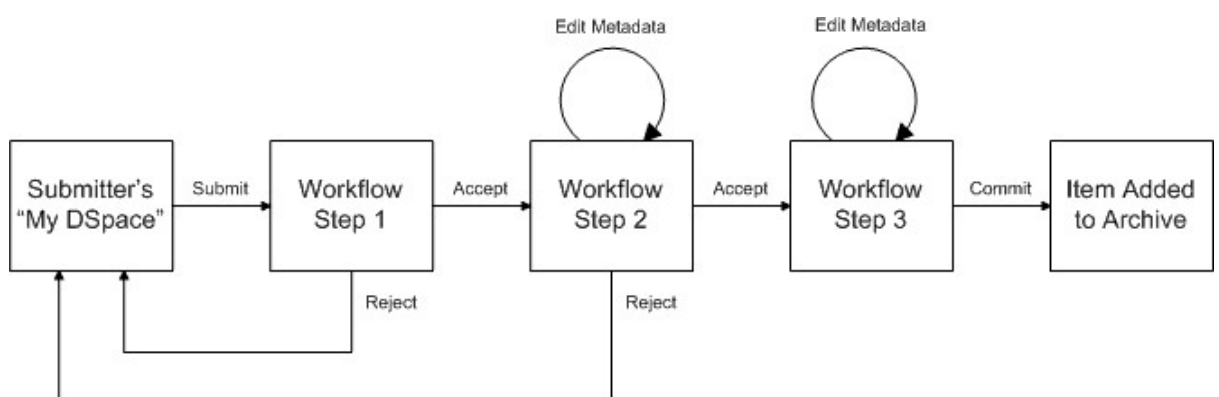 Edit Metadata
Edit Metadata
Submitter's
“My DSpace”
Submit
Workflow
Step 1
Accept
Workflow
Step 2
Accept
Workflow
Step 3
Commit
Item Added
to Archive
Reject
Reject